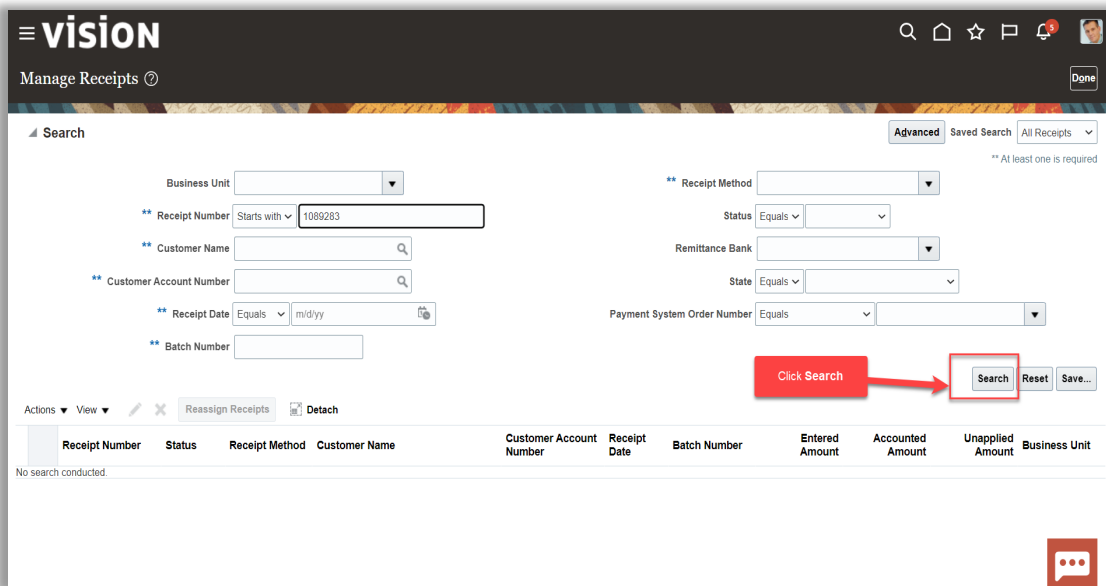 vision
5
Manage Receipts ?
Done
Search
Advanced Saved Search All Receipts
** At least one is required
Business Unit
** Receipt Method
** Receipt Number Starts with 1089283
Status Equals
** Customer Name
Remittance Bank
** Customer Account Number
State Equals
** Receipt Date Equals m/d/yy
Payment System Order Number Equals
** Batch Number
Click Search
Search Reset Save...
Actions View Reassign Receipts Detach
Receipt Number Status Receipt Method Customer Name Customer Account Number Receipt Date Batch Number Entered Amount Accounted Amount Unapplied Amount Business Unit
No search conducted.